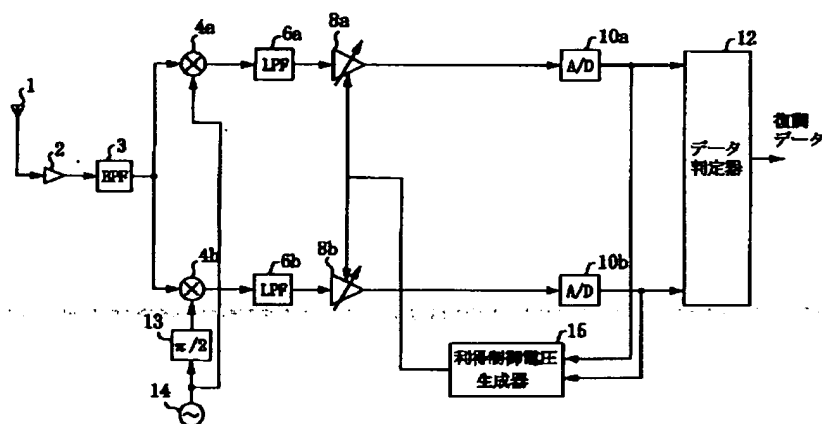 1
2
3
BPF
4a
6a
LPF
8a
10a
A/D
12
データ
判定器
復調
データ
4b
6b
LPF
8b
10b
A/D
13
π/2
14
15
利得制御電圧
生成器